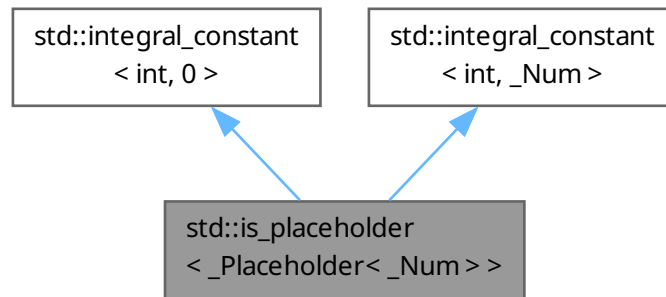 std::integral_constant
< int, 0 >
std::integral_constant
< int, _Num >
std::is_placeholder
< _Placeholder< _Num > >